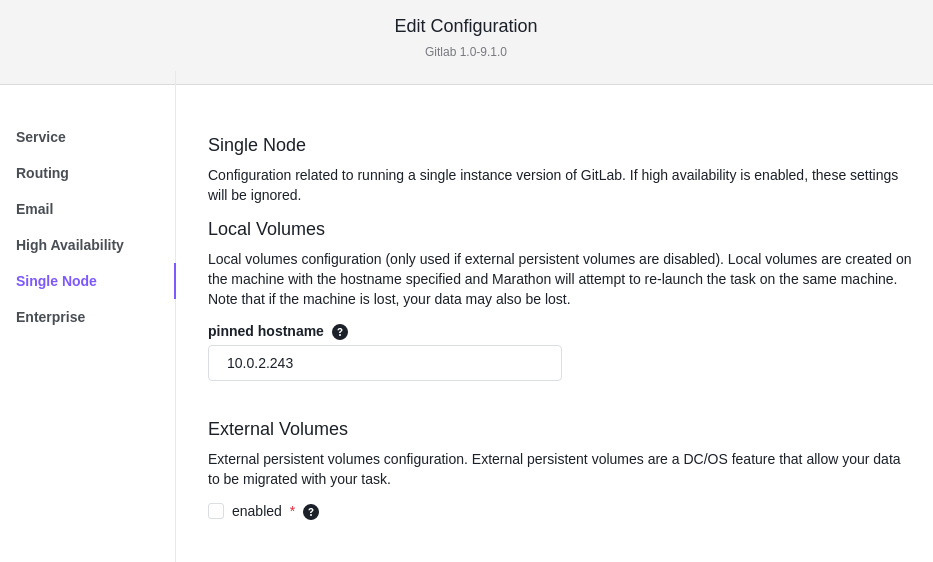 Edit Configuration
Gitlab 1.0-9.1.0
Service
Routing
Email
High Availability
Single Node
Enterprise
Single Node
Configuration related to running a single instance version of GitLab. If high availability is enabled, these settings
will be ignored.
Local Volumes
Local volumes configuration (only used if external persistent volumes are disabled). Local volumes are created on
the machine with the hostname specified and Marathon will attempt to re-launch the task on the same machine.
Note that if the machine is lost, your data may also be lost.
pinned hostname ?
10.0.2.243
External Volumes
External persistent volumes configuration. External persistent volumes are a DC/OS feature that allow your data
to be migrated with your task.
enabled * ?